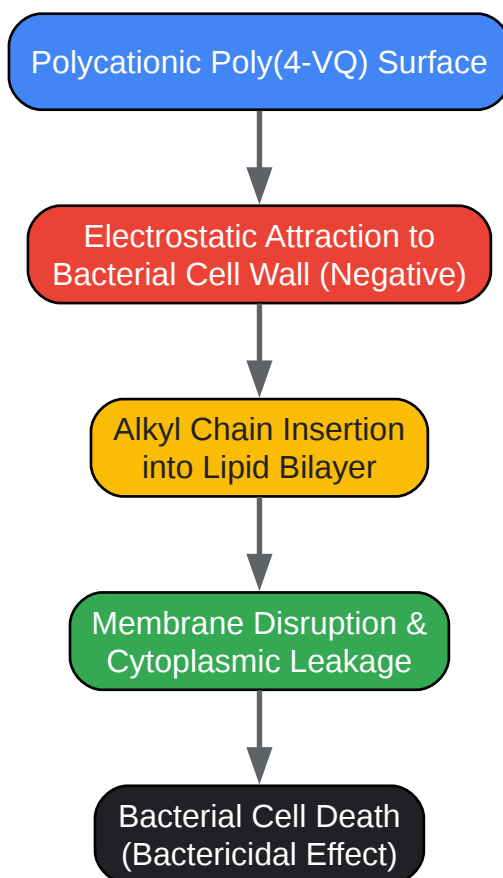 Polycationic Poly(4-VQ) Surface
Electrostatic Attraction to
Bacterial Cell Wall (Negative)
Alkyl Chain Insertion
into Lipid Bilayer
Membrane Disruption &
Cytoplasmic Leakage
Bacterial Cell Death
(Bactericidal Effect)